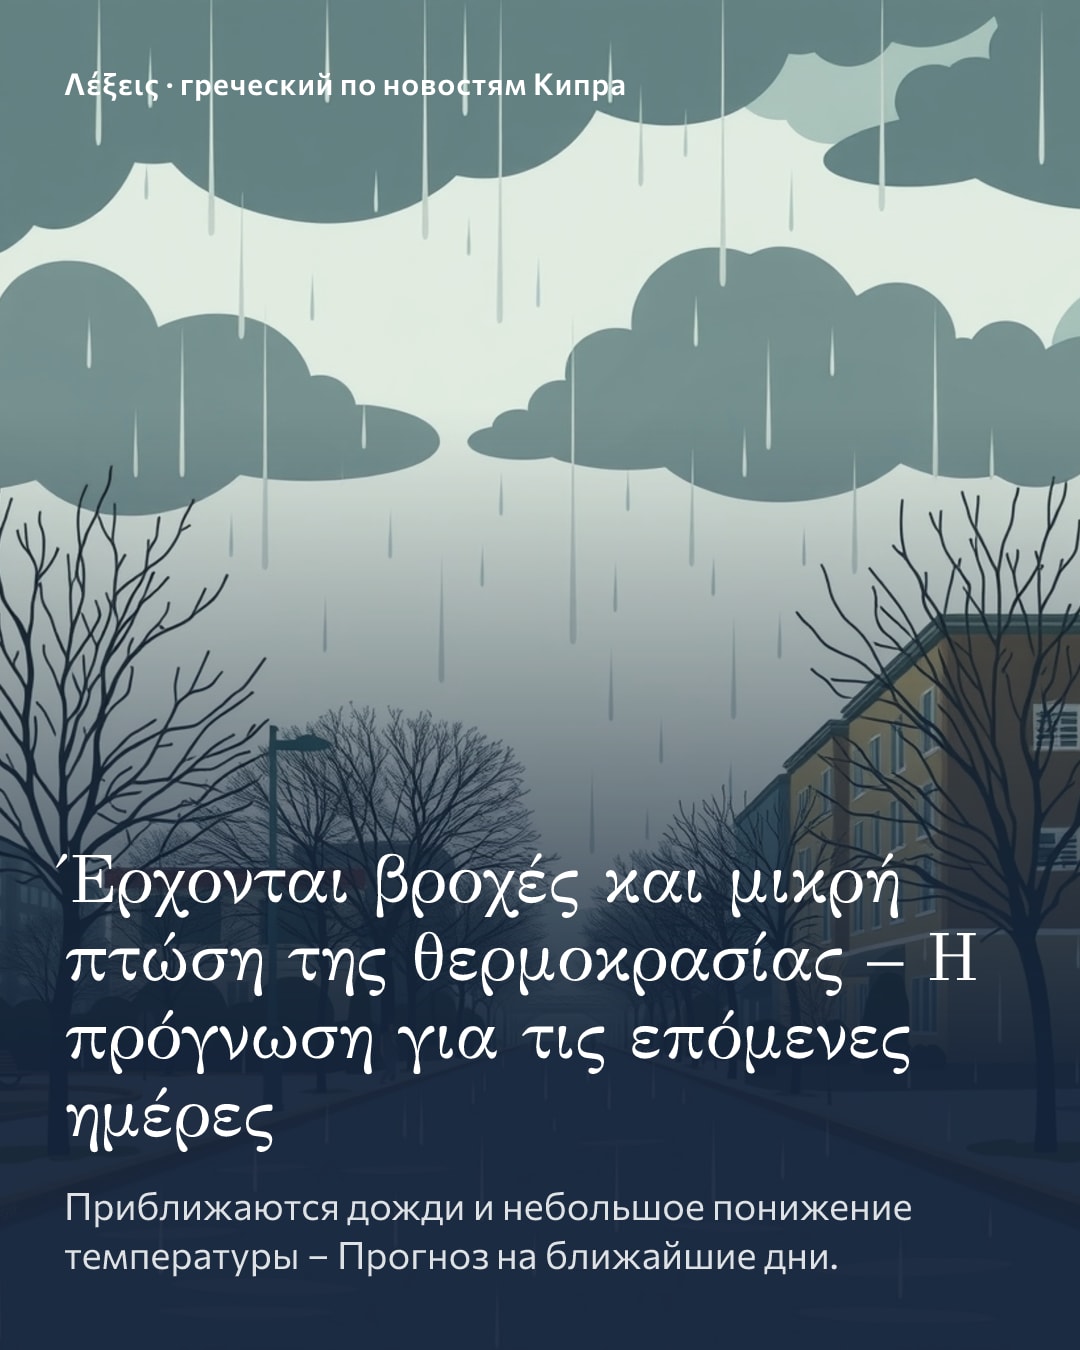 Λέξεις · греческий по новостям Кипра
Έρχονται βροχές και μικρή
πτώση της θερμοκρασίας – Η
πρόγνωση για τις επόμενες
ημέρες
Приближаются дожди и небольшое понижение
температуры – Прогноз на ближайшие дни.